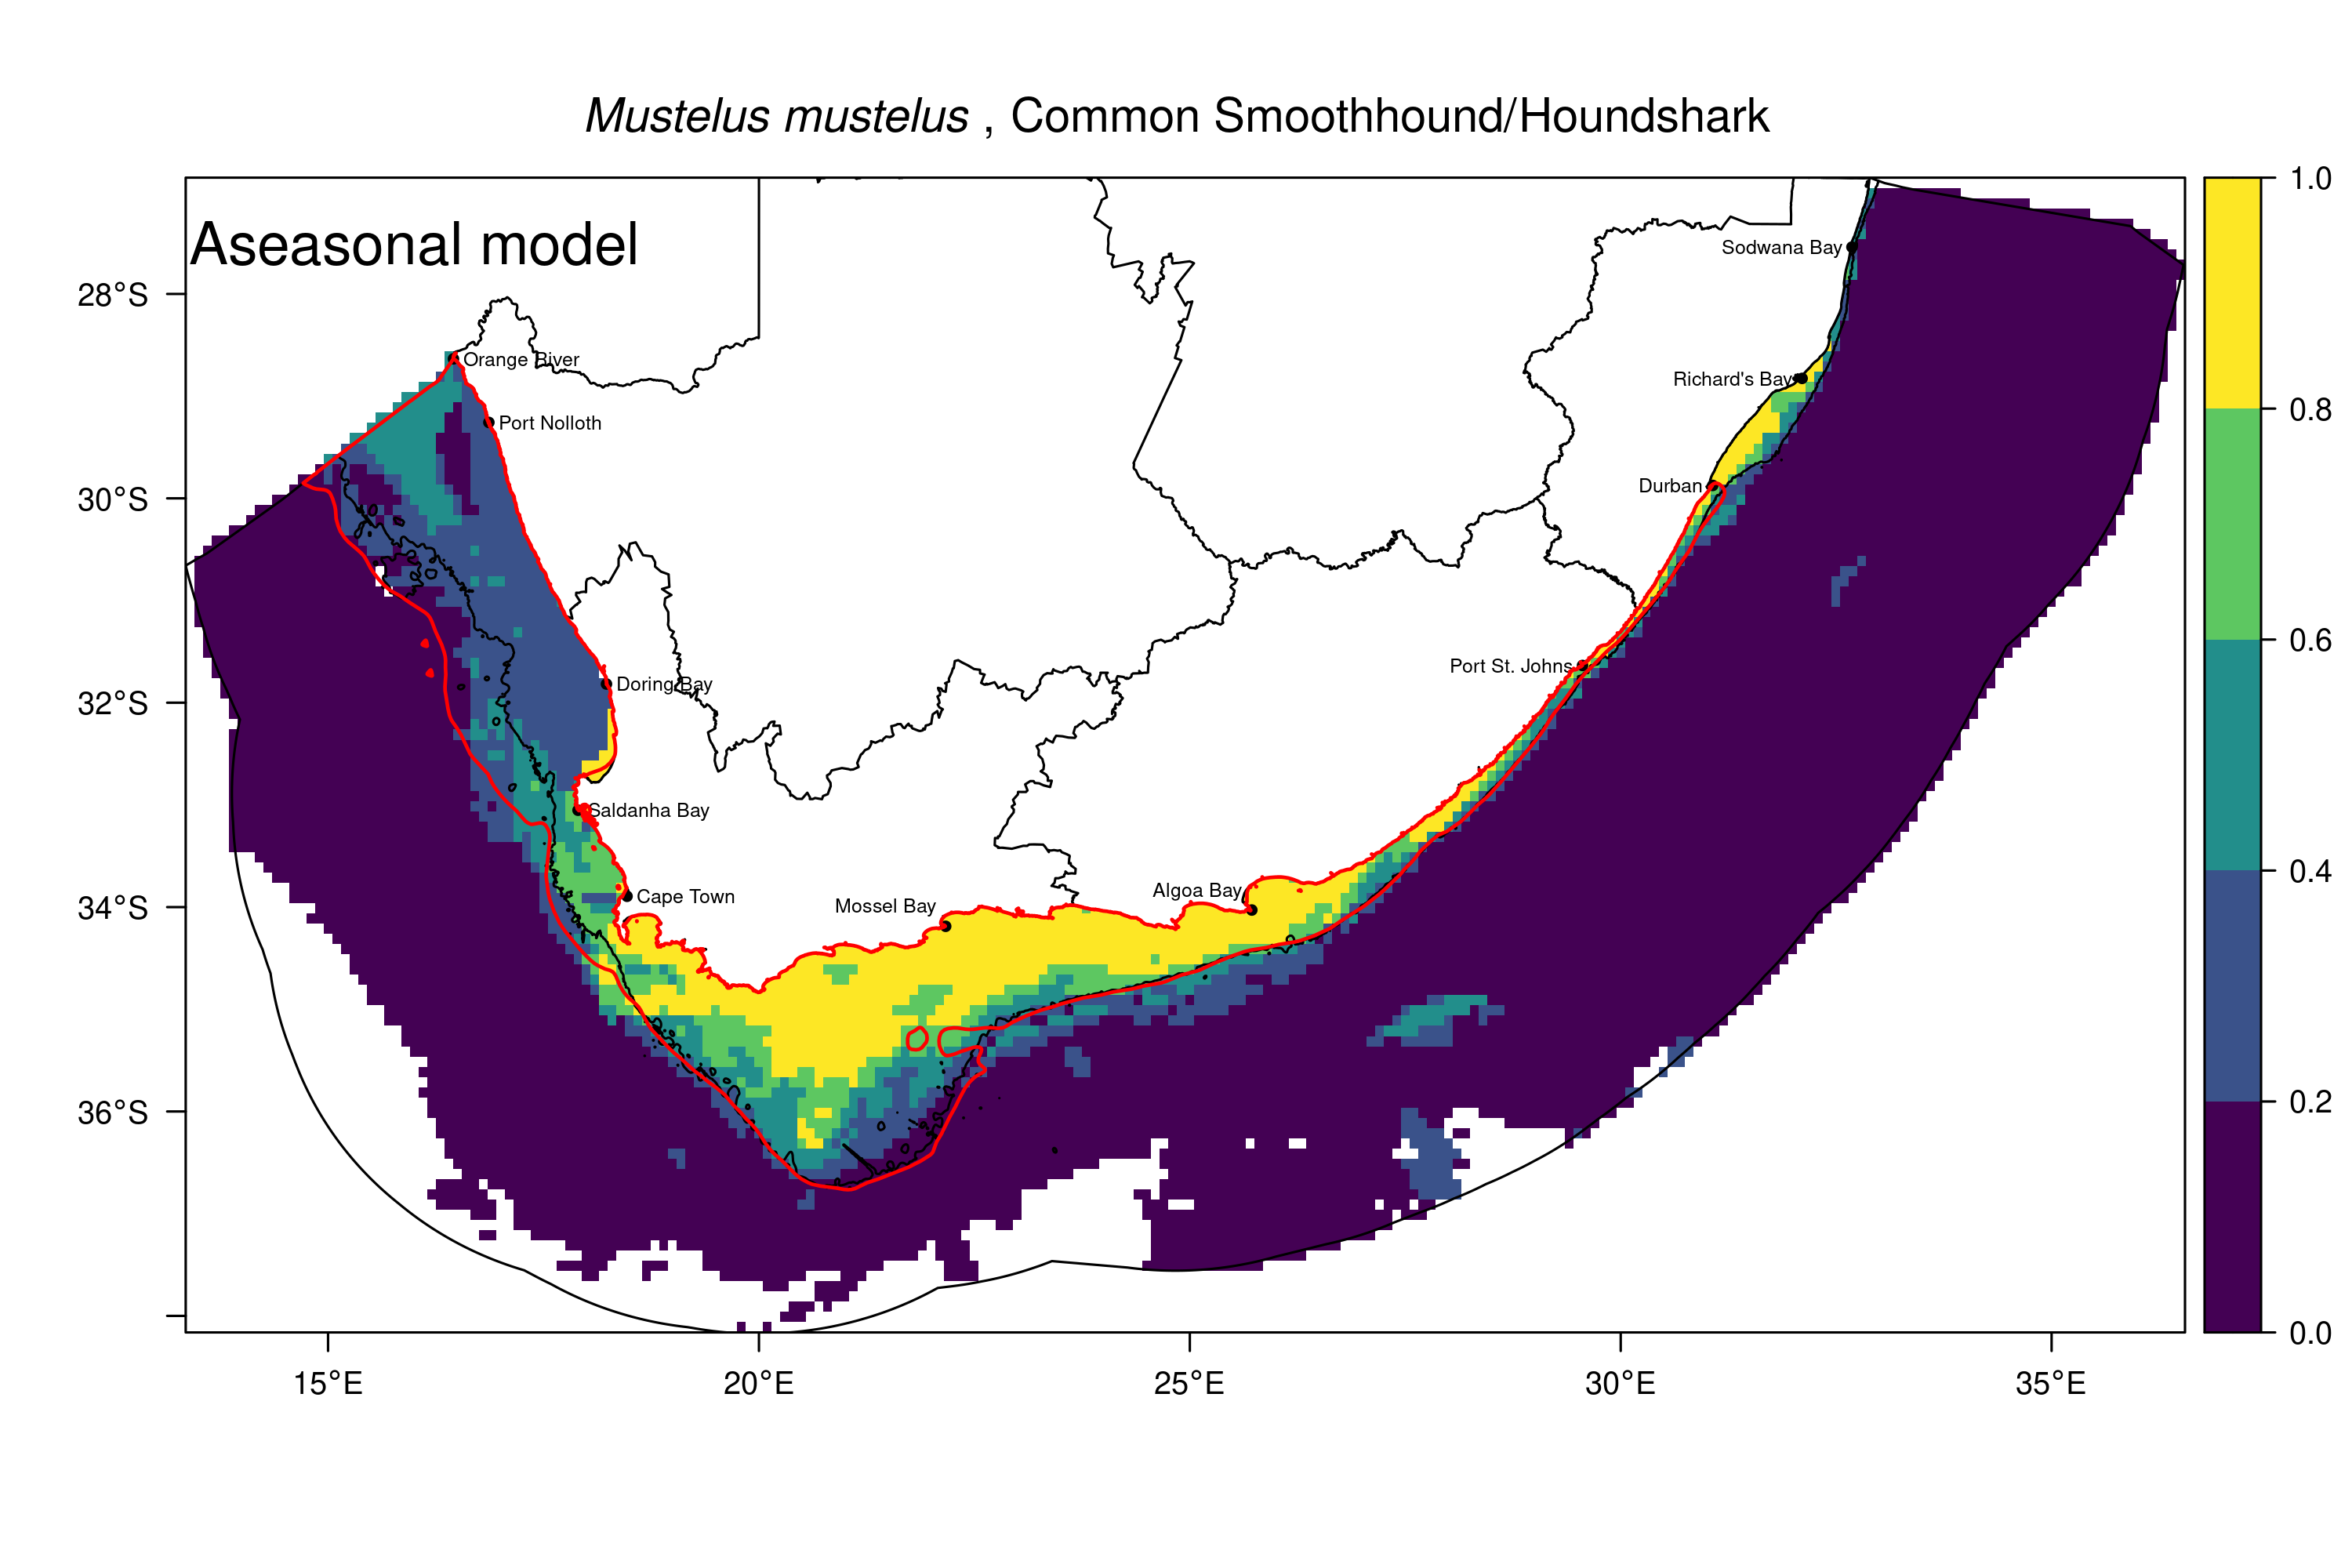 Mustelus mustelus , Common Smoothhound/Houndshark
Aseasonal model
1.0
0.8
0.6
0.4
0.2
0.0
28°S
30°S
32°S
34°S
36°S
15°E
20°E
25°E
30°E
35°E
Sodwana Bay
Orange River
Richard's Bay
Port Nolloth
Durban
Port St. Johns
Doring Bay
Saldanha Bay
Algoa Bay
Cape Town
Mossel Bay